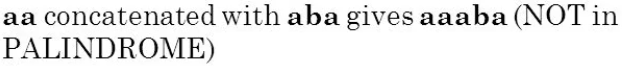 aa concatenated with aba gives aaaba (NOT in
PALINDROME)